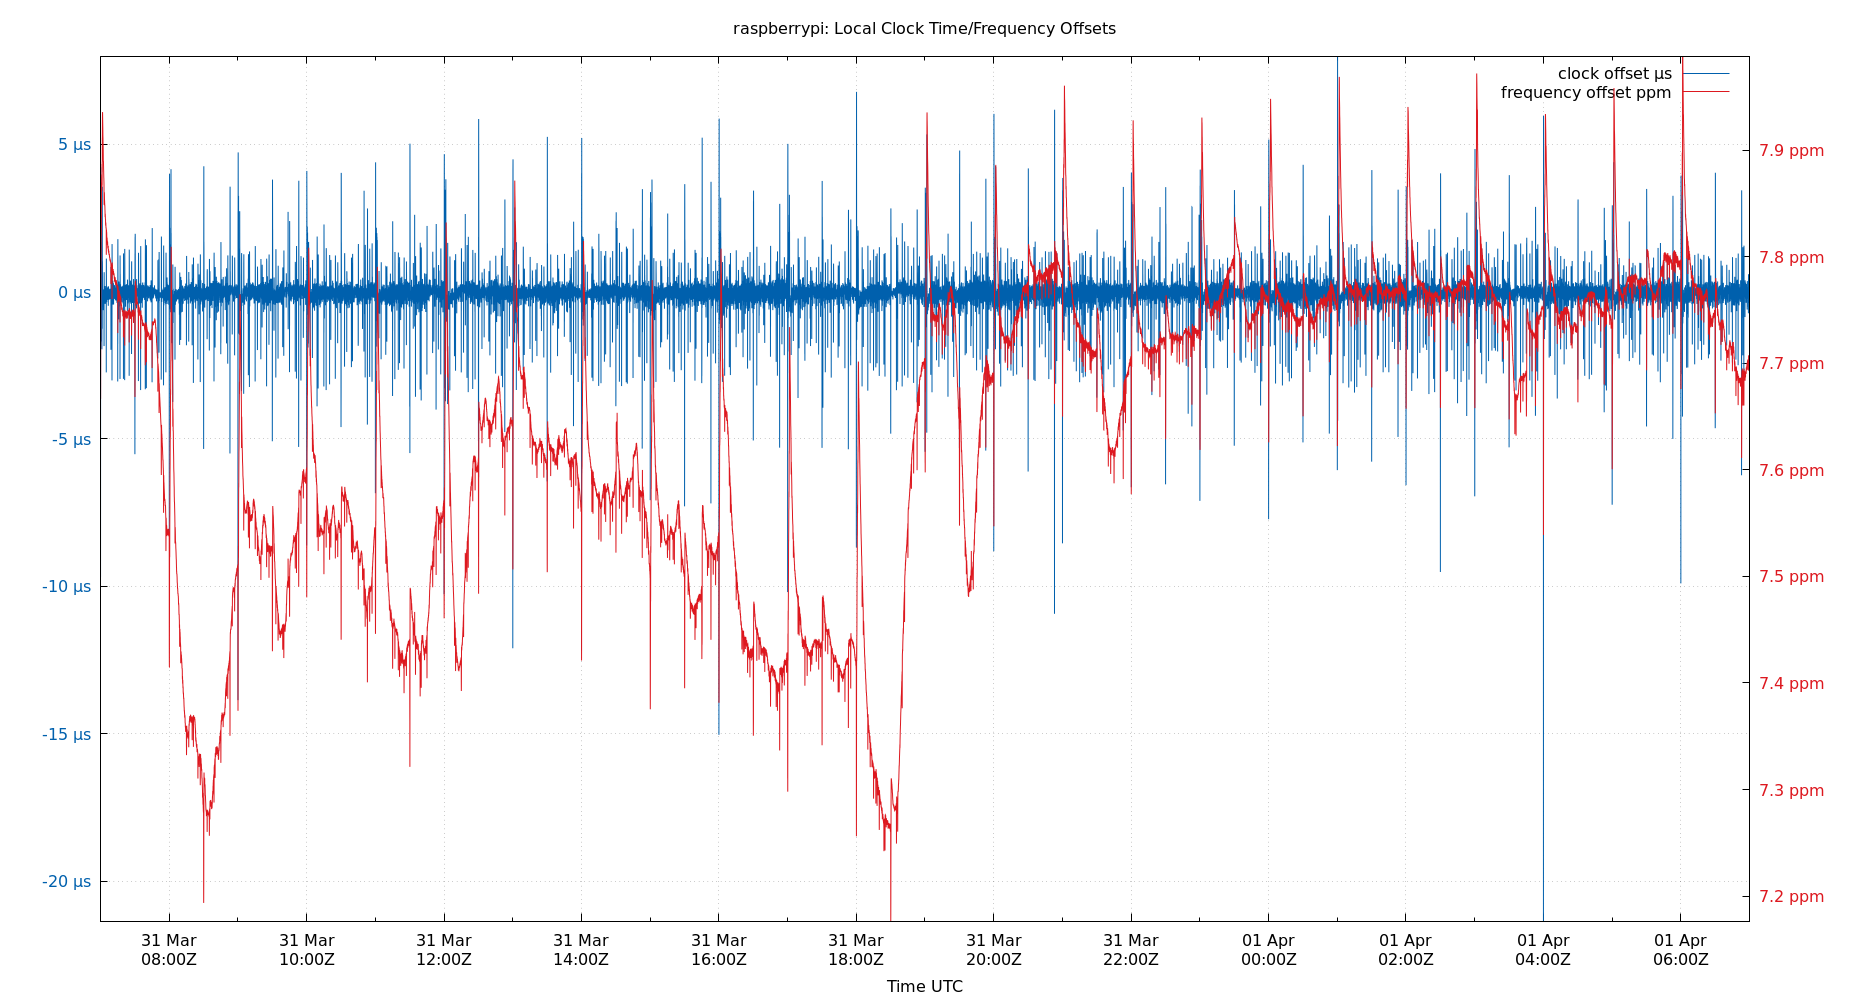 raspberrypi: Local Clock Time/Frequency Offsets
clock offset µs
frequency offset ppm
5 µs
0 µs
-5 µs
-10 µs
-15 µs
-20 µs
7.9 ppm
7.8 ppm
7.7 ppm
7.6 ppm
7.5 ppm
7.4 ppm
7.3 ppm
7.2 ppm
31 Mar 31 Mar 31 Mar 31 Mar 31 Mar 31 Mar 31 Mar 31 Mar 01 Apr 01 Apr 01 Apr 01 Apr
08:00Z 10:00Z 12:00Z 14:00Z 16:00Z 18:00Z 20:00Z 22:00Z 00:00Z 02:00Z 04:00Z 06:00Z
Time UTC